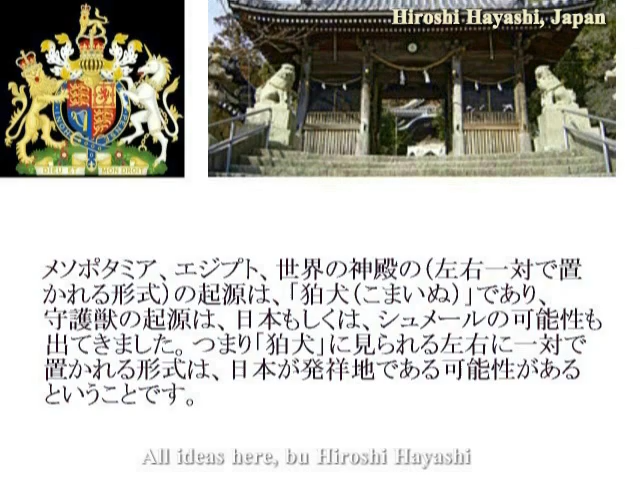 Hiroshi Hayashi, Japan
DIEU ET MON DROIT
メソポタミア、エジプト、世界の神殿の（左右一対で置
かれる形式）の起源は、「狛犬（こまいぬ）」であり、
守護獣の起源は、日本もしくは、シュメールの可能性も
出てきました。つまり「狛犬」に見られる左右に一対で
置かれる形式は、日本が発祥地である可能性がある
ということです。
All ideas here, bu Hiroshi Hayashi